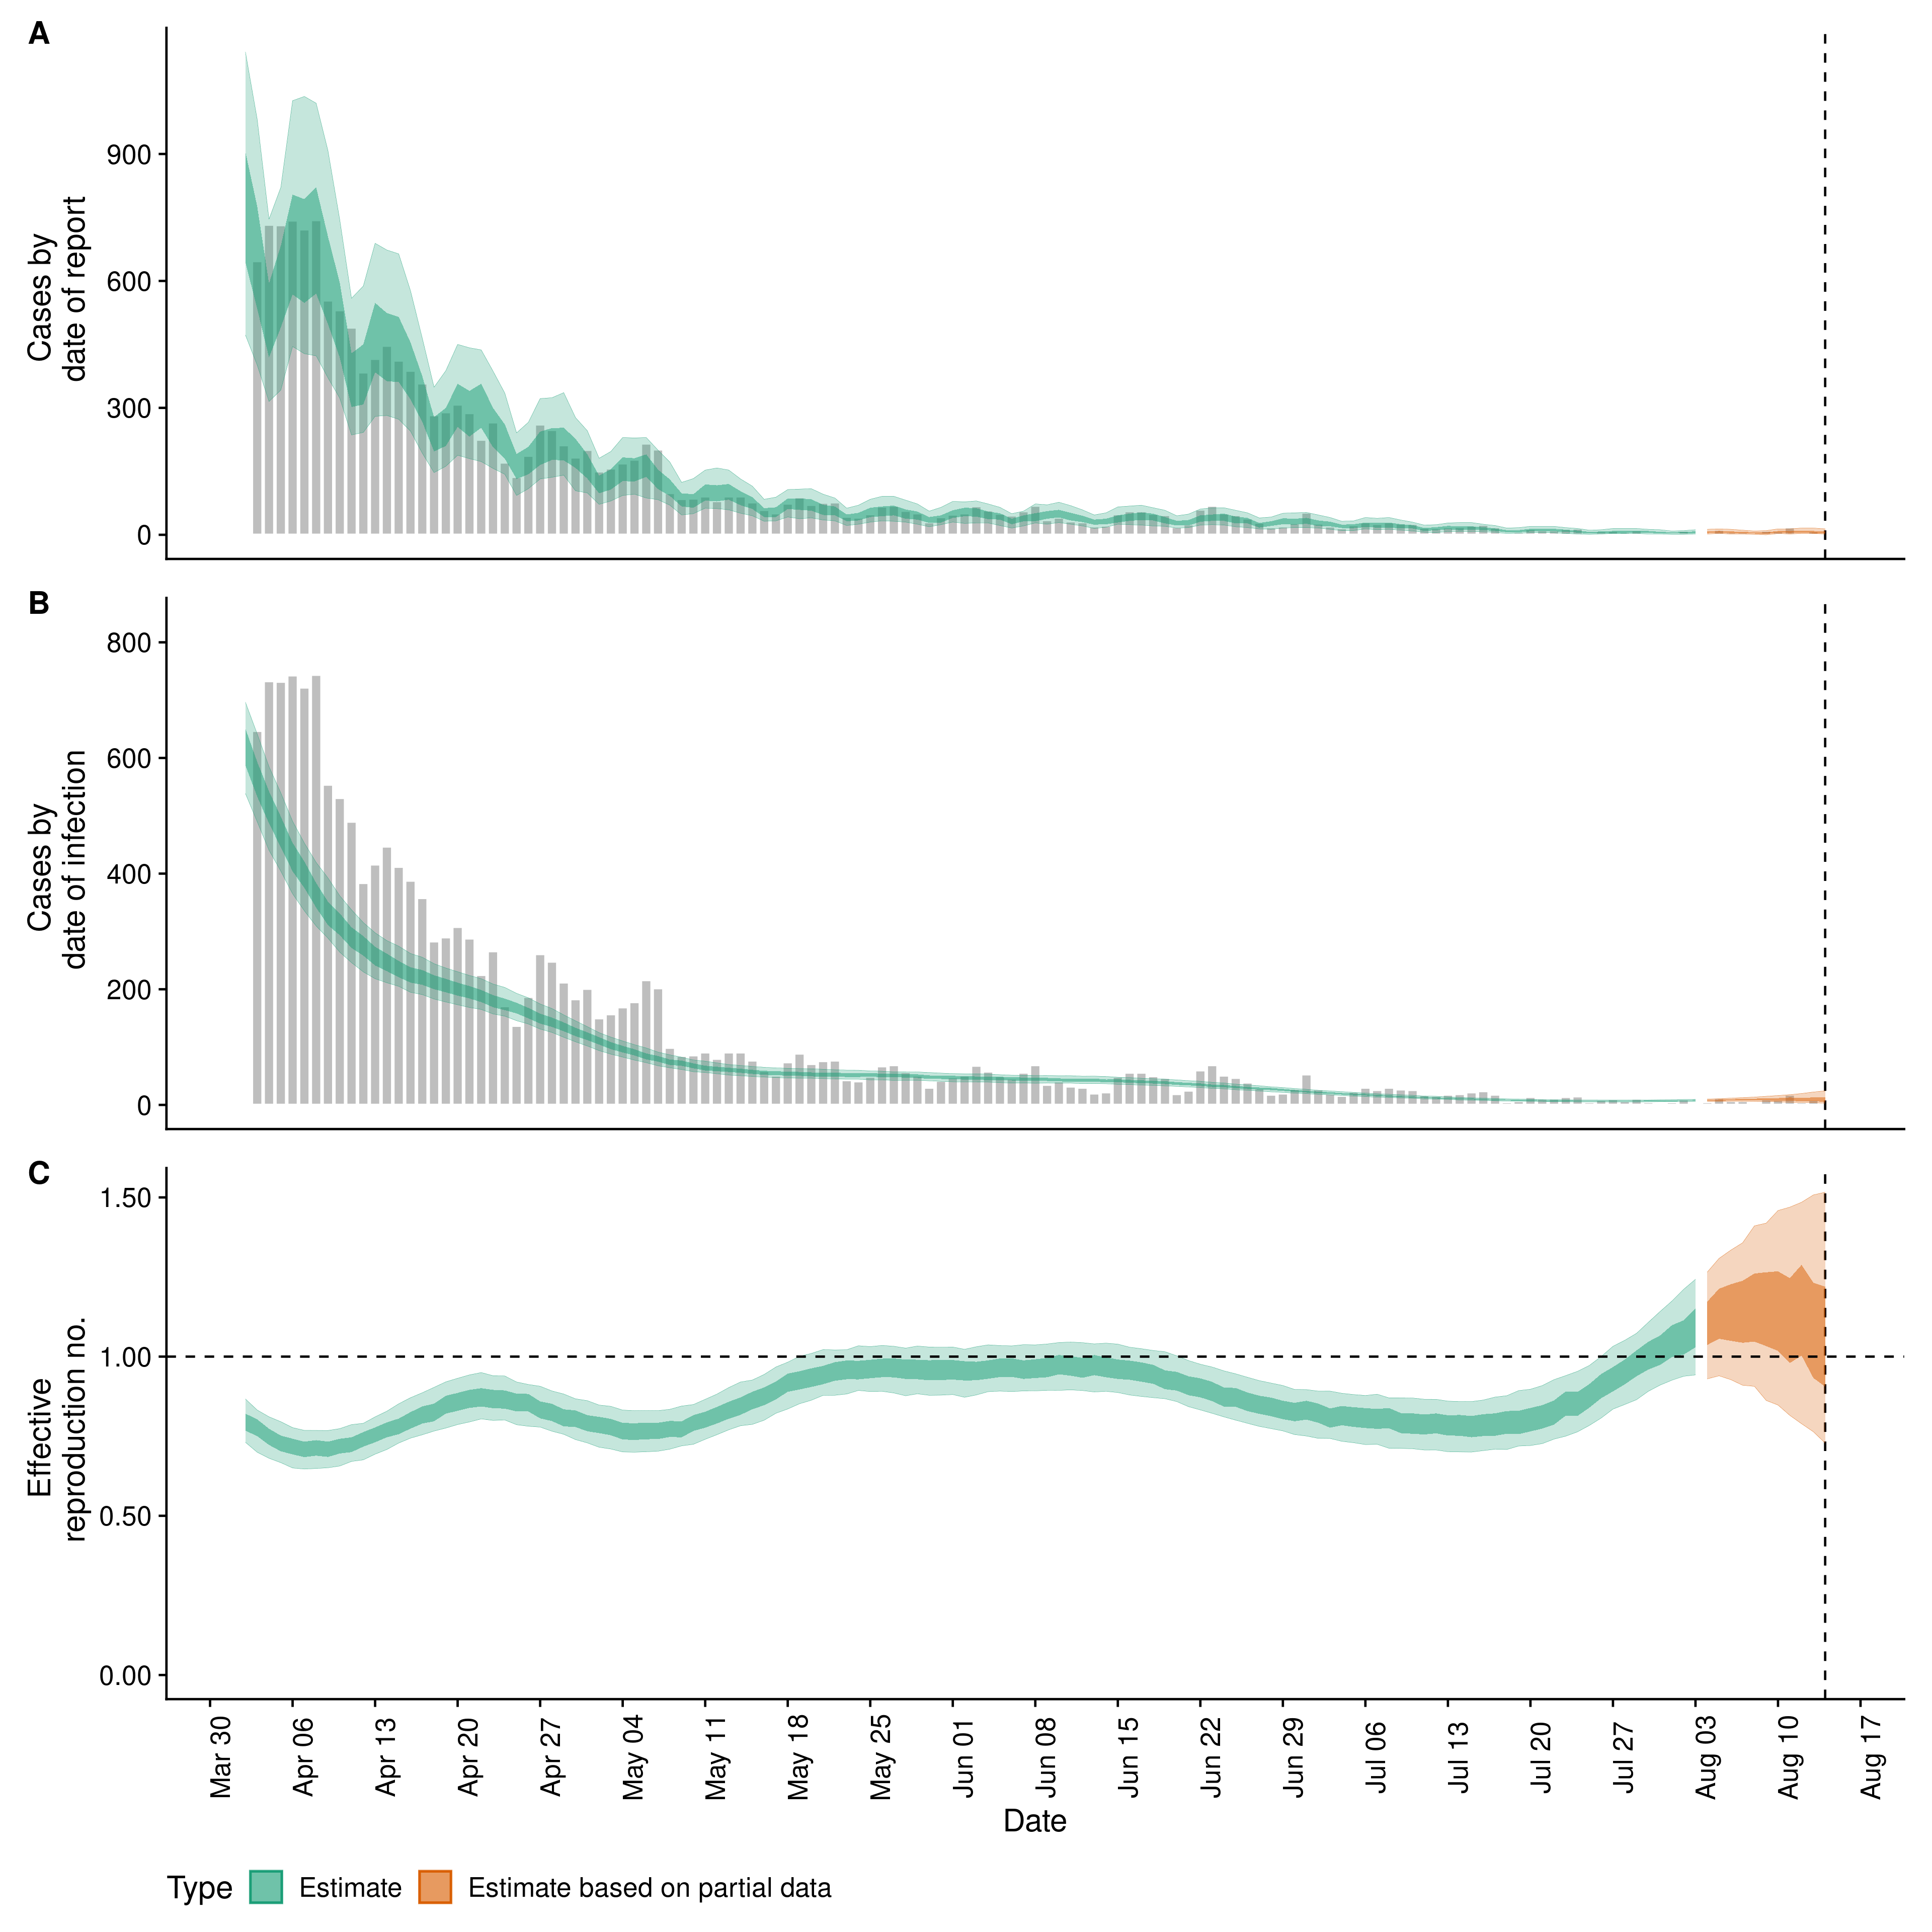 A
Cases by
date of report
900
600
300
0
B
Cases by
date of infection
800
600
400
200
0
C
Effective
reproduction no.
1.50
1.00
0.50
0.00
Mar 30
Apr 06
Apr 13
Apr 20
Apr 27
May 04
May 11
May 18
May 25
Jun 01
Jun 08
Jun 15
Jun 22
Jun 29
Jul 06
Jul 13
Jul 20
Jul 27
Aug 03
Aug 10
Aug 17
Date
Type Estimate Estimate based on partial data